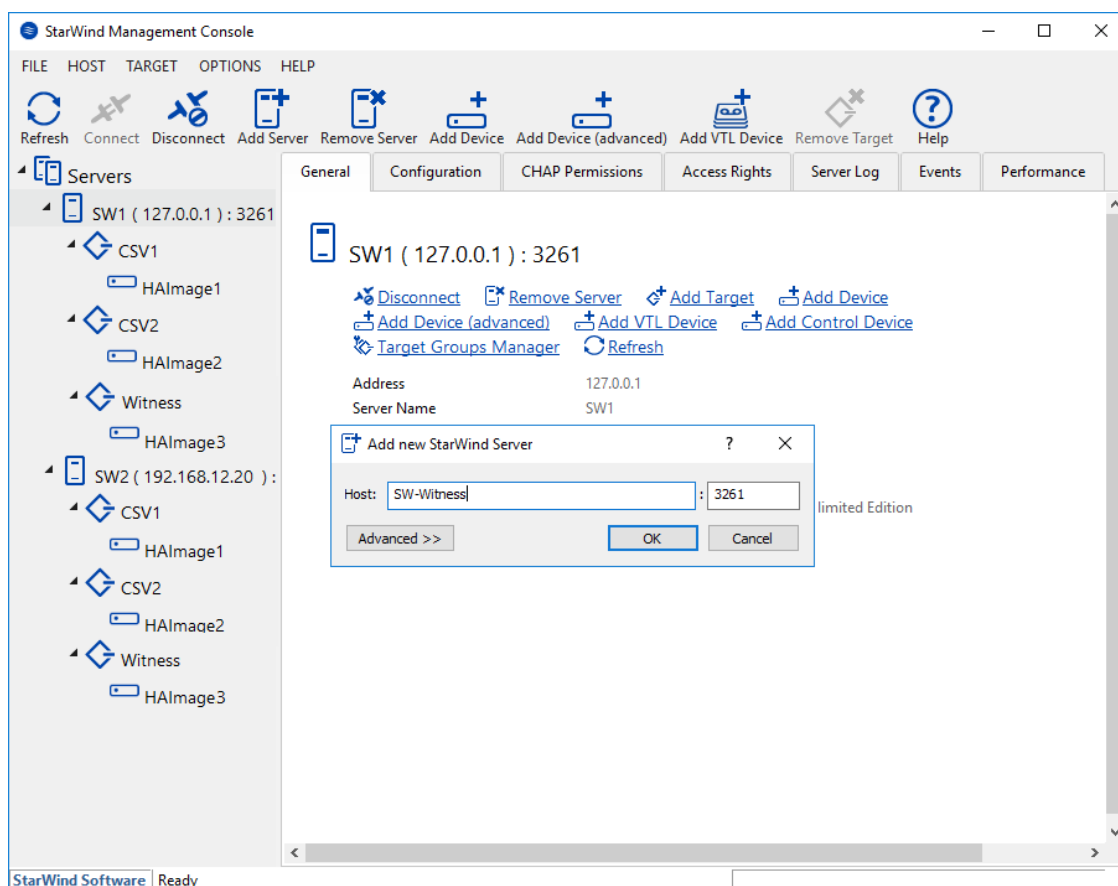 StarWind Management Console
FILE HOST TARGET OPTIONS HELP
Refresh Connect Disconnect Add Server Remove Server Add Device Add Device (advanced) Add VTL Device Remove Target Help
Servers
SW1 ( 127.0.0.1 ) : 3261
CSV1
HAImage1
CSV2
HAImage2
Witness
HAImage3
SW2 ( 192.168.12.20 ) :
CSV1
HAImage1
CSV2
HAImage2
Witness
HAImage3
General Configuration CHAP Permissions Access Rights Server Log Events Performance
SW1 ( 127.0.0.1 ) : 3261
Disconnect Remove Server Add Target Add Device
Add Device (advanced) Add VTL Device Add Control Device
Target Groups Manager Refresh
Address 127.0.0.1
Server Name SW1
Add new StarWind Server ?
Host: SW-Witness : 3261
limited Edition
Advanced >> OK Cancel
StarWind Software Ready